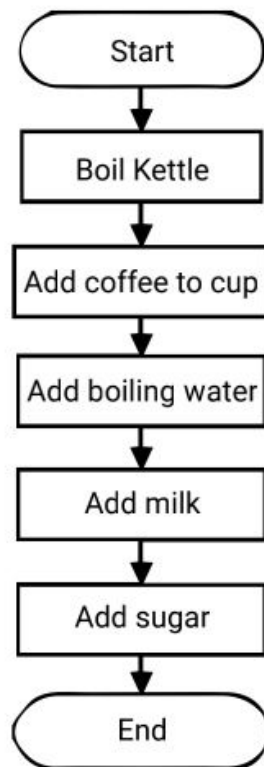 Start
Boil Kettle
Add coffee to cup
Add boiling water
Add milk
Add sugar
End